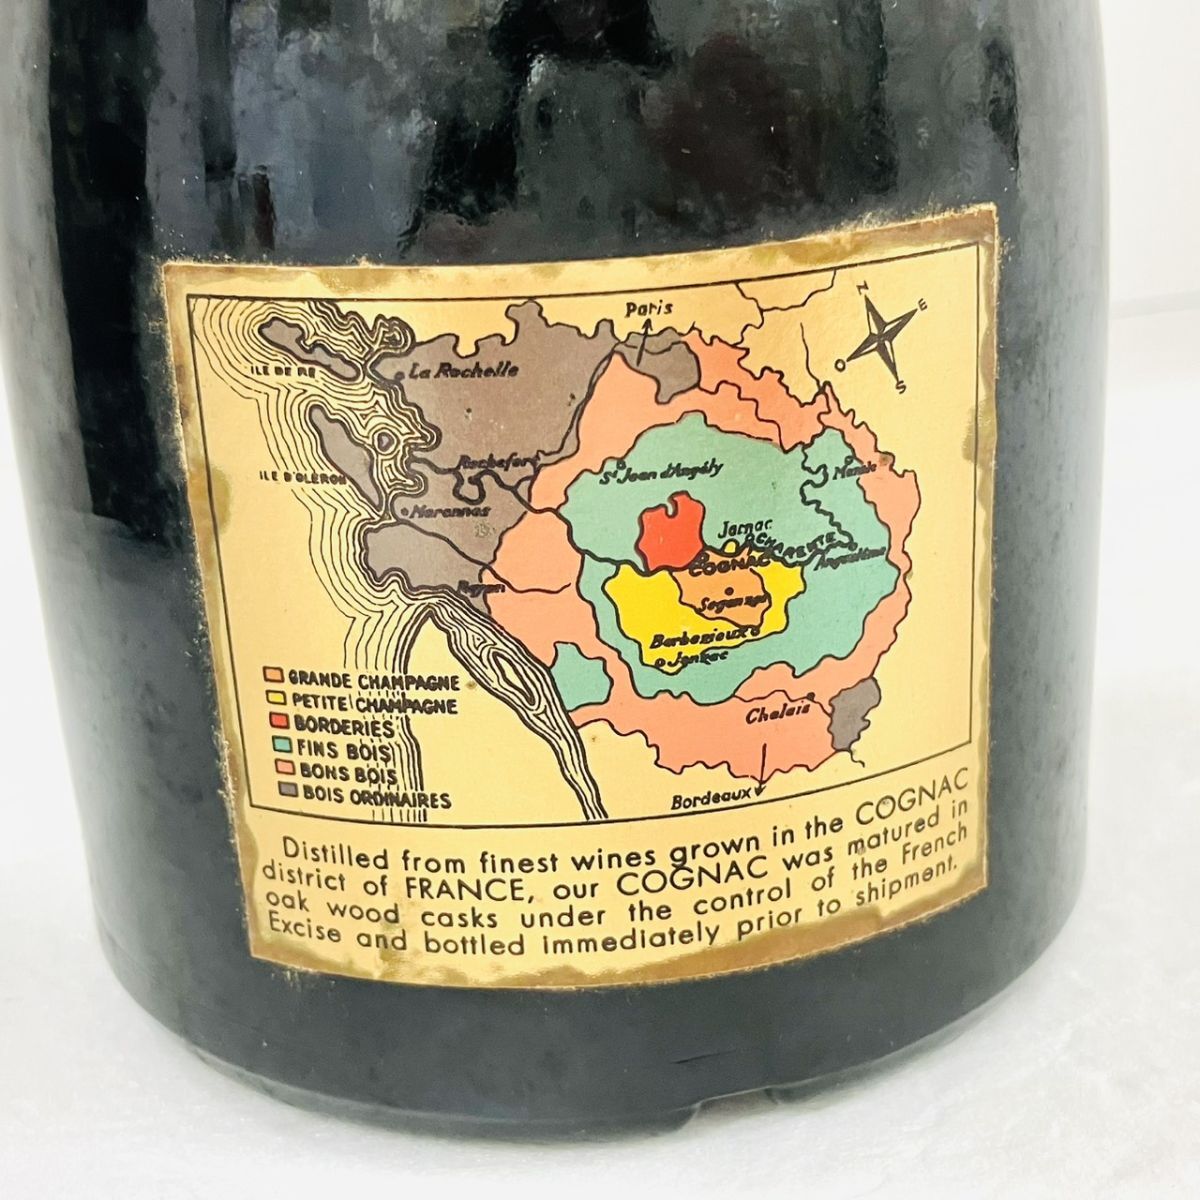 Paris
N
E
O
S
ILE DE RE
La Rochelle
Rochefort
St Jean d'Angély
ILE D'OLERON
Marennes
Jarnac
CHARENTE
COGNAC
Angoulême
Royan
Segonzac
Barbezieux
Jonzac
GRANDE CHAMPAGNE
PETITE CHAMPAGNE
BORDERIES
FINS BOIS
BONS BOIS
BOIS ORDINAIRES
Chalais
Bordeaux
Distilled from finest wines grown in the COGNAC
district of FRANCE, our COGNAC was matured in
oak wood casks under the control of the French
Excise and bottled immediately prior to shipment.